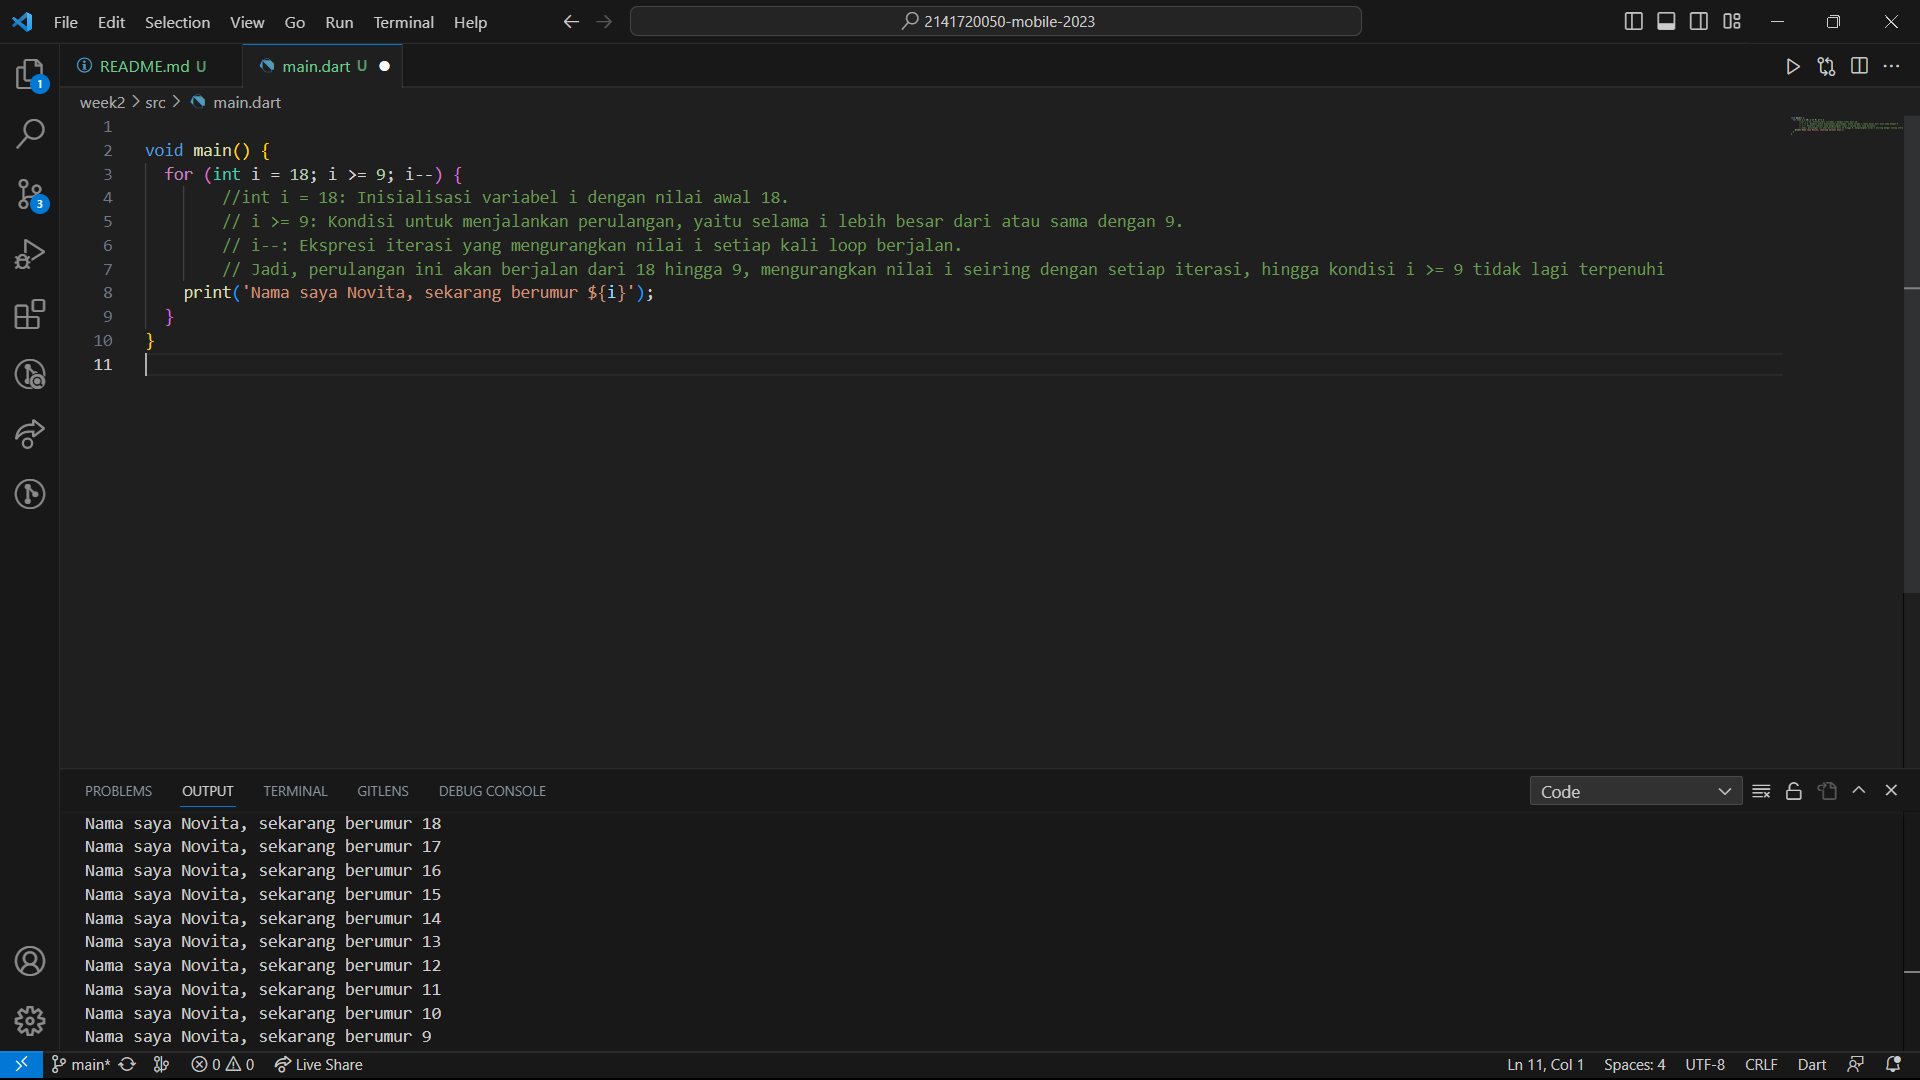 File Edit Selection View Go Run Terminal Help 2141720050-mobile-2023
README.md U main.dart U
week2 > src > main.dart
1
2 void main() {
3 for (int i = 18; i >= 9; i--) {
4 //int i = 18: Inisialisasi variabel i dengan nilai awal 18.
5 // i >= 9: Kondisi untuk menjalankan perulangan, yaitu selama i lebih besar dari atau sama dengan 9.
6 // i--: Ekspresi iterasi yang mengurangkan nilai i setiap kali loop berjalan.
7 // Jadi, perulangan ini akan berjalan dari 18 hingga 9, mengurangkan nilai i seiring dengan setiap iterasi, hingga kondisi i >= 9 tidak lagi terpenuhi
8 print('Nama saya Novita, sekarang berumur ${i}');
9 }
10 }
11
1
3
PROBLEMS OUTPUT TERMINAL GITLENS DEBUG CONSOLE Code
Nama saya Novita, sekarang berumur 18
Nama saya Novita, sekarang berumur 17
Nama saya Novita, sekarang berumur 16
Nama saya Novita, sekarang berumur 15
Nama saya Novita, sekarang berumur 14
Nama saya Novita, sekarang berumur 13
Nama saya Novita, sekarang berumur 12
Nama saya Novita, sekarang berumur 11
Nama saya Novita, sekarang berumur 10
Nama saya Novita, sekarang berumur 9
main* 0 0 Live Share Ln 11, Col 1 Spaces: 4 UTF-8 CRLF Dart